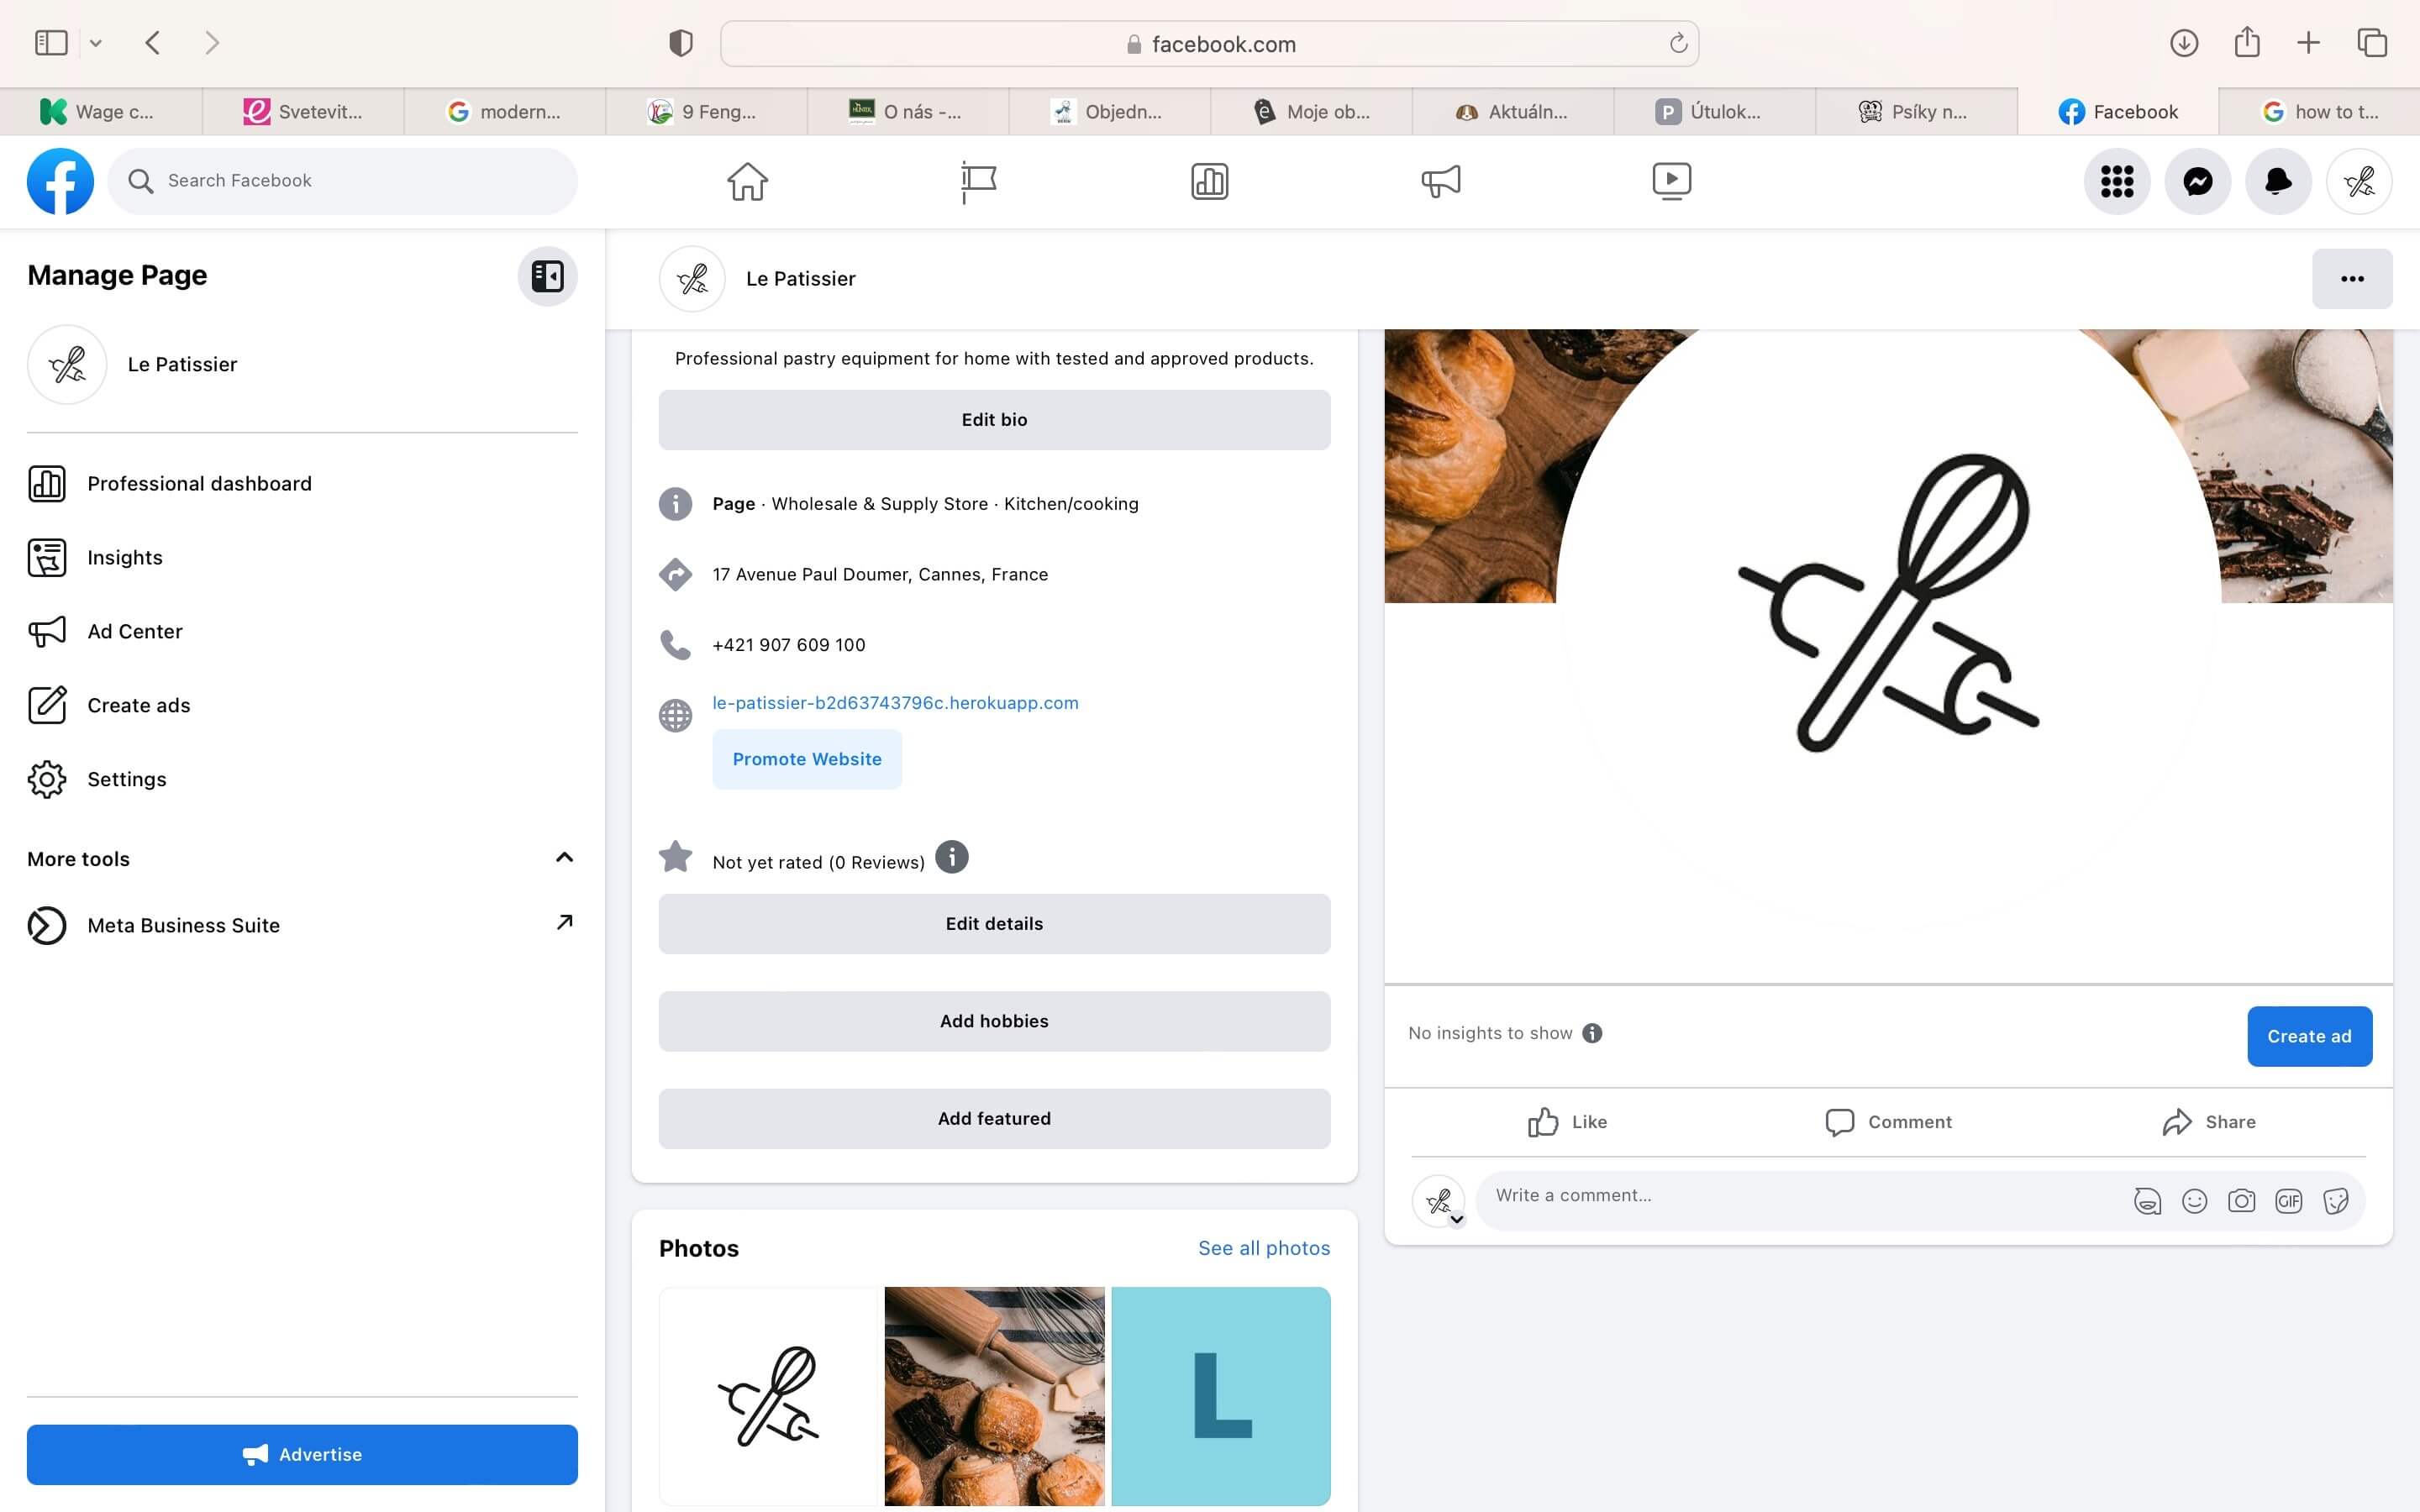 facebook.com
Wage c...
Svetevit...
modern...
9 Feng...
O nás -...
Objedn...
Moje ob...
Aktuáln...
P
Útulok...
Psíky n...
Facebook
how to t...
Search Facebook
Manage Page
Le Patissier
Professional dashboard
Insights
Ad Center
Create ads
Settings
More tools
Meta Business Suite
Advertise
Le Patissier
Professional pastry equipment for home with tested and approved products.
Edit bio
Page · Wholesale & Supply Store · Kitchen/cooking
17 Avenue Paul Doumer, Cannes, France
+421 907 609 100
le-patissier-b2d63743796c.herokuapp.com
Promote Website
Not yet rated (0 Reviews)
Edit details
Add hobbies
Add featured
Photos
See all photos
L
No insights to show
Create ad
Like
Comment
Share
Write a comment...
GIF